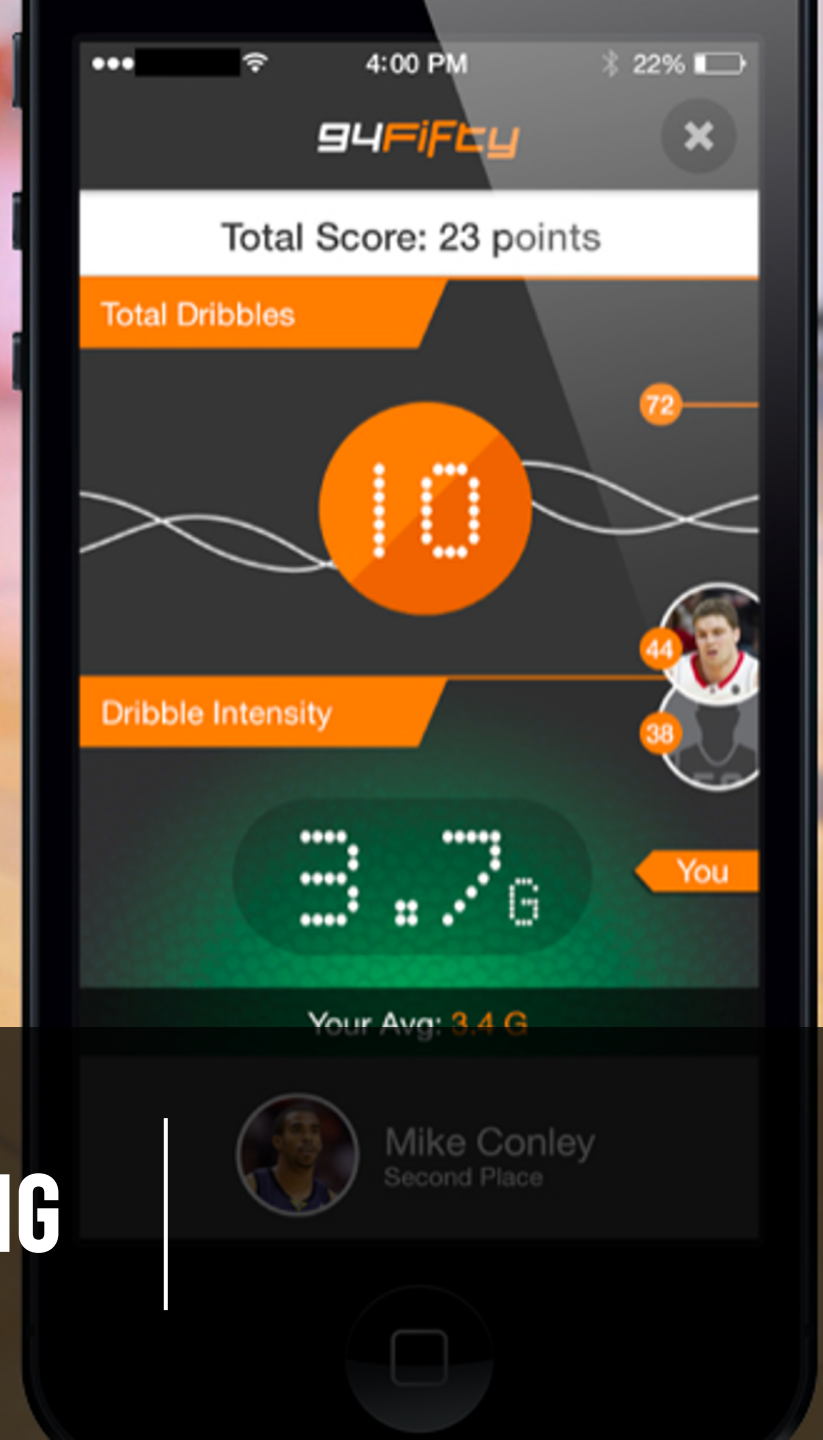 4:00 PM 22%
94FiFty
Total Score: 23 points
Total Dribbles
72
10
44
Dribble Intensity
38
3.7G
You
Your Avg: 3.4 G
Mike Conley
Second Place